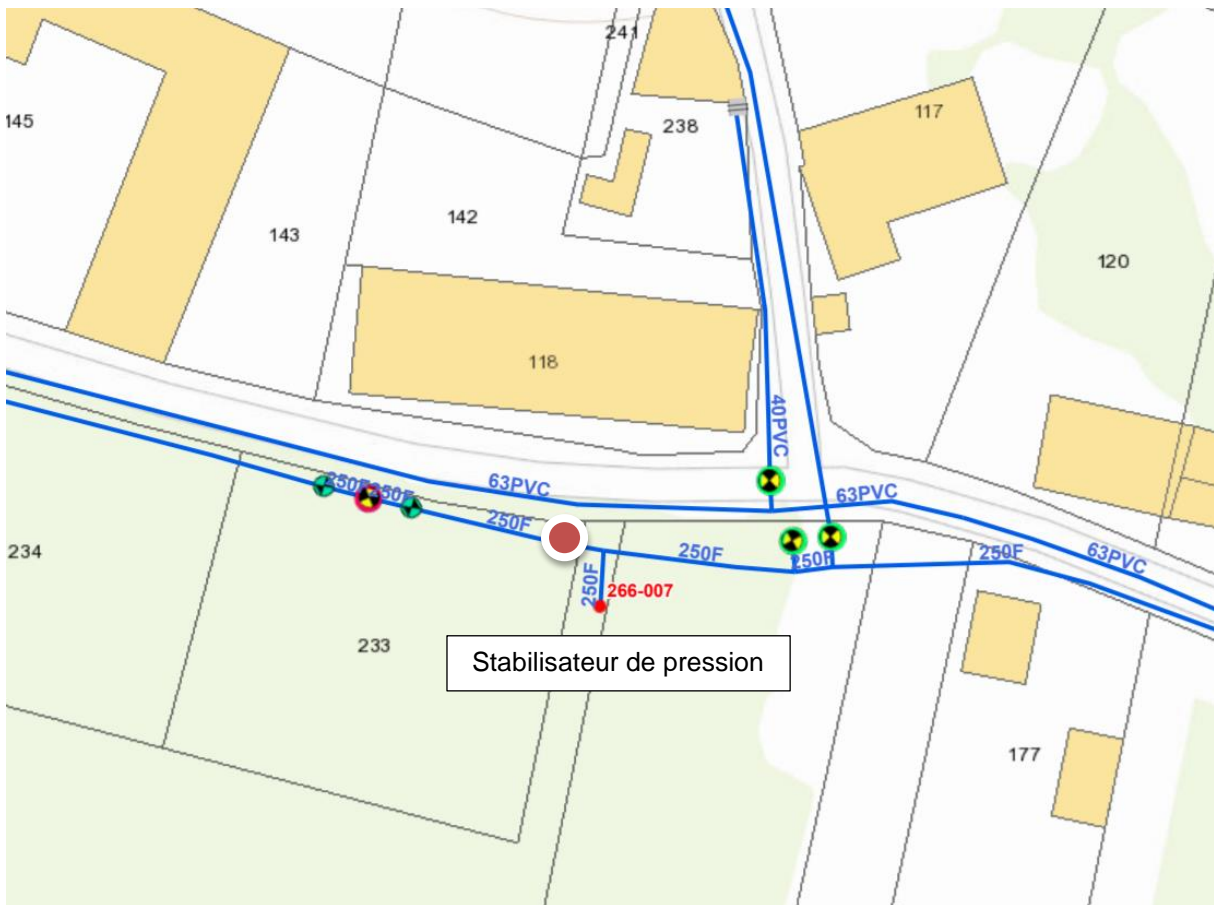 241
145
238
117
142
143
120
118
40PVC
63PVC
63PVC
250F
250F
250F
250F
250F
250F
63PVC
234
250F
266-007
233
Stabilisateur de pression
177